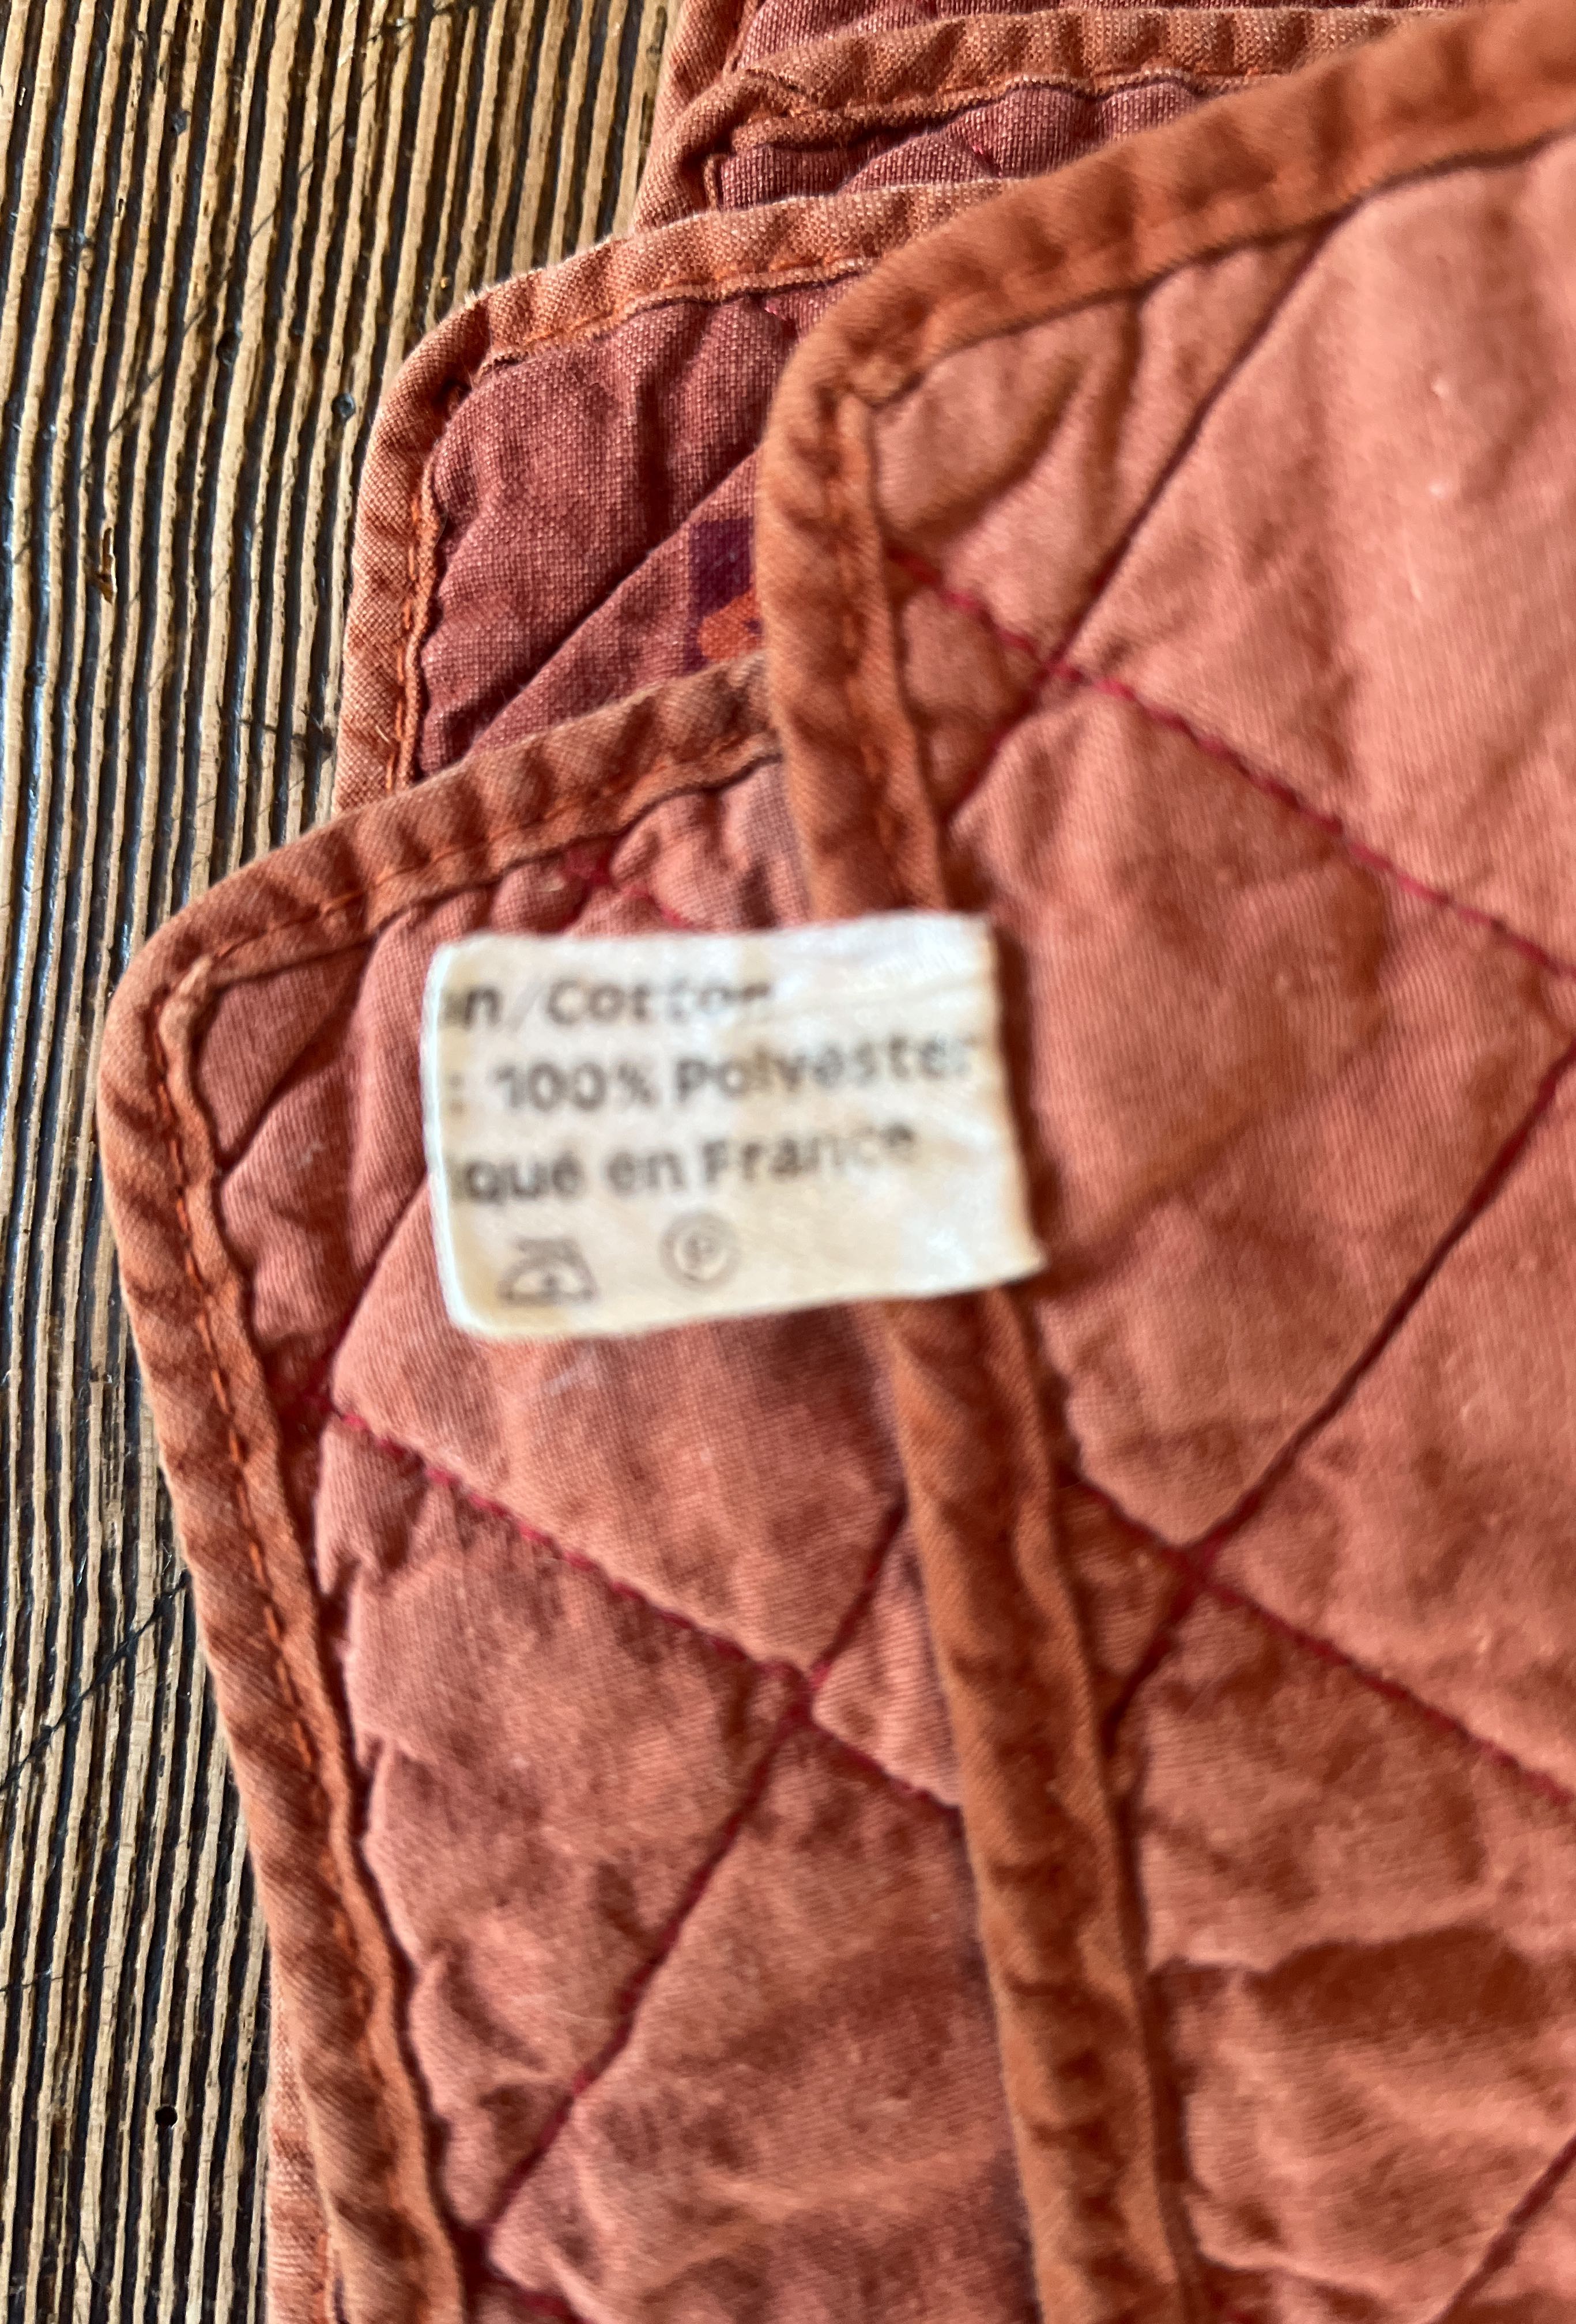 n / Cotton
: 100% Polyester
iqué en France
P